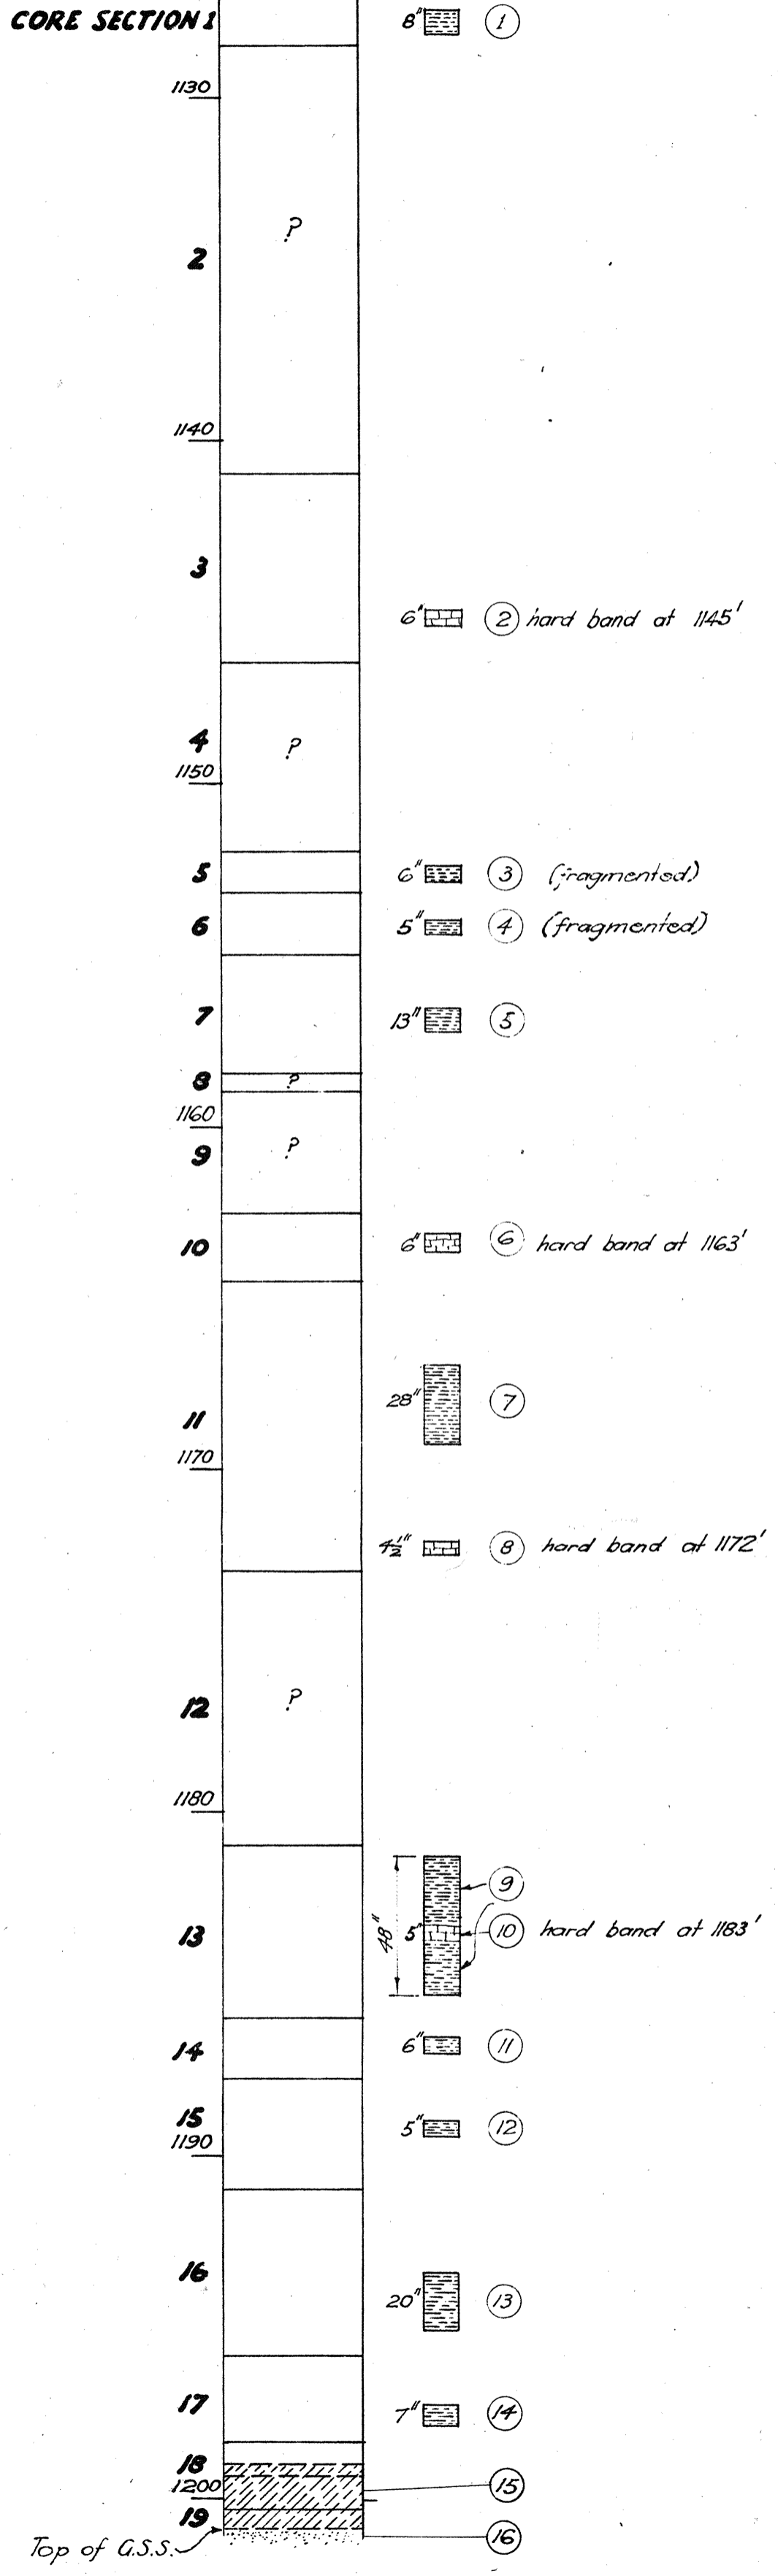 CORE SECTION 1 8" 1
1130
?
2
1140
3
6" 2 hard band at 1145'
4 ?
1150
5 6" 3 (fragmented)
6 5" 4 (fragmented)
7 13" 5
8 ?
1160
9 ?
10 6" 6 hard band at 1163'
28" 7
11
1170
4½" 8 hard band at 1172'
12 ?
1180
9
13 48" 5" 10 hard band at 1183'
14 6" 11
15 5" 12
1190
16 20" 13
17 7" 14
18
1200 15
19
Top of G.S.S. 16